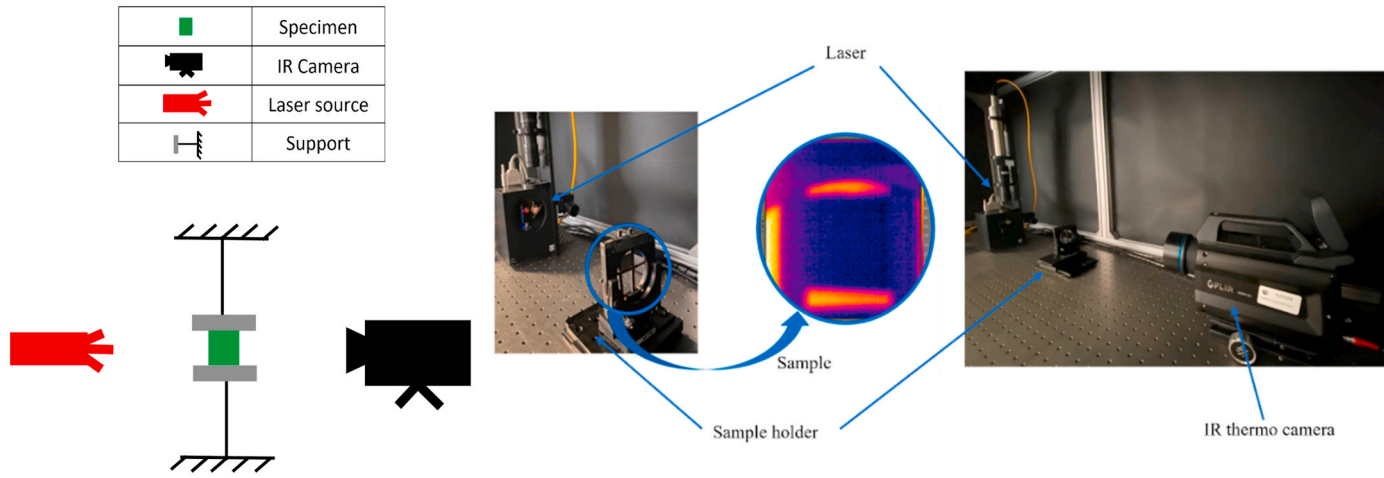 Specimen
IR Camera
Laser source
Support
Laser
Sample
Sample holder
IR thermo camera
FLIR